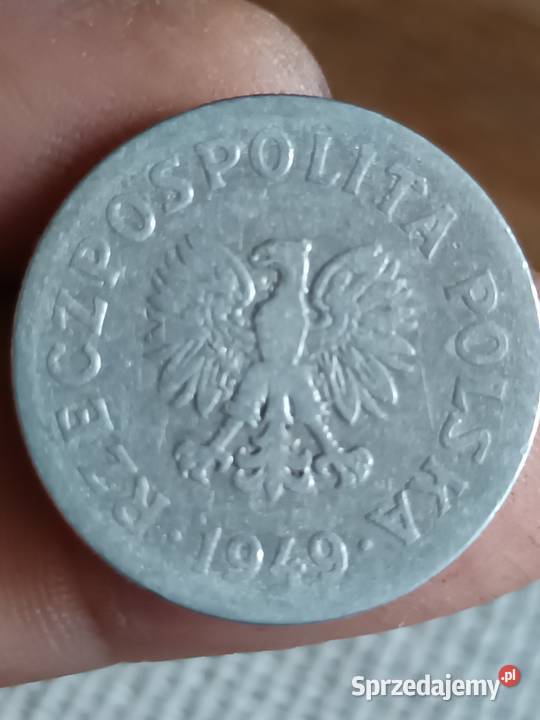 RZECZPOSPOLITA POLSKA
·1949·
Sprzedajemy.pl